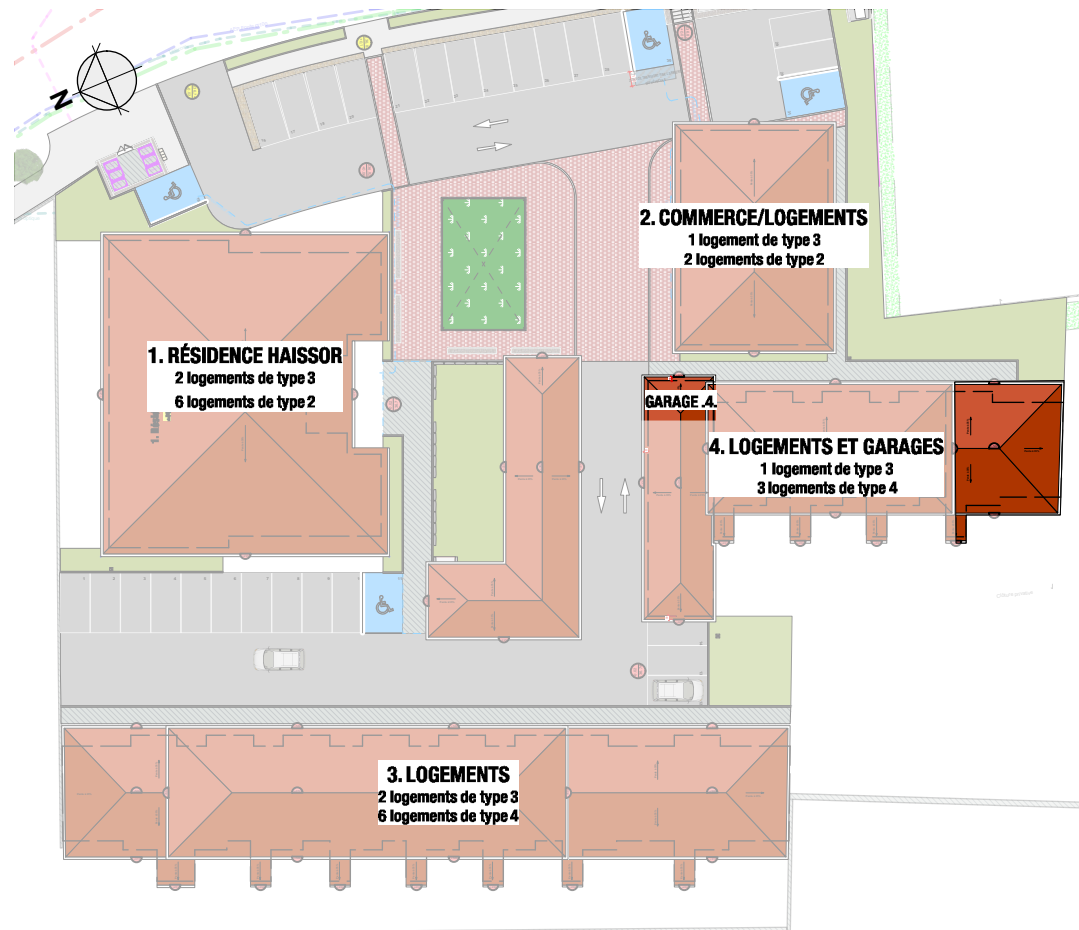 N
2. COMMERCE/LOGEMENTS
1 logement de type 3
2 logements de type 2
1. RÉSIDENCE HAISSOR
2 logements de type 3
6 logements de type 2
GARAGE .4.
4. LOGEMENTS ET GARAGES
1 logement de type 3
3 logements de type 4
3. LOGEMENTS
2 logements de type 3
6 logements de type 4